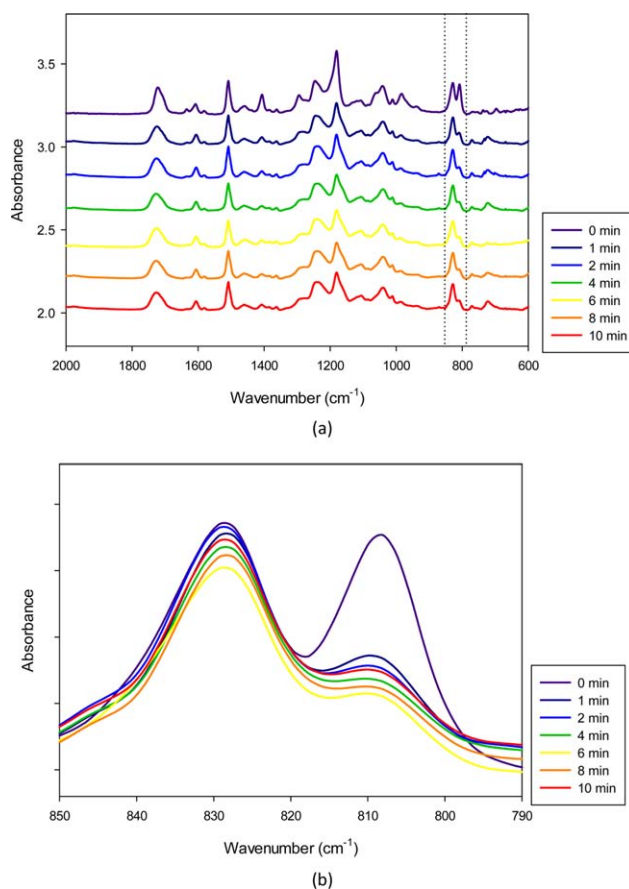 3.5
3.0
2.5
2.0
Absorbance
2000 1800 1600 1400 1200 1000 800 600
Wavenumber (cm⁻¹)
0 min
1 min
2 min
4 min
6 min
8 min
10 min
(a)
Absorbance
850 840 830 820 810 800 790
Wavenumber (cm⁻¹)
0 min
1 min
2 min
4 min
6 min
8 min
10 min
(b)